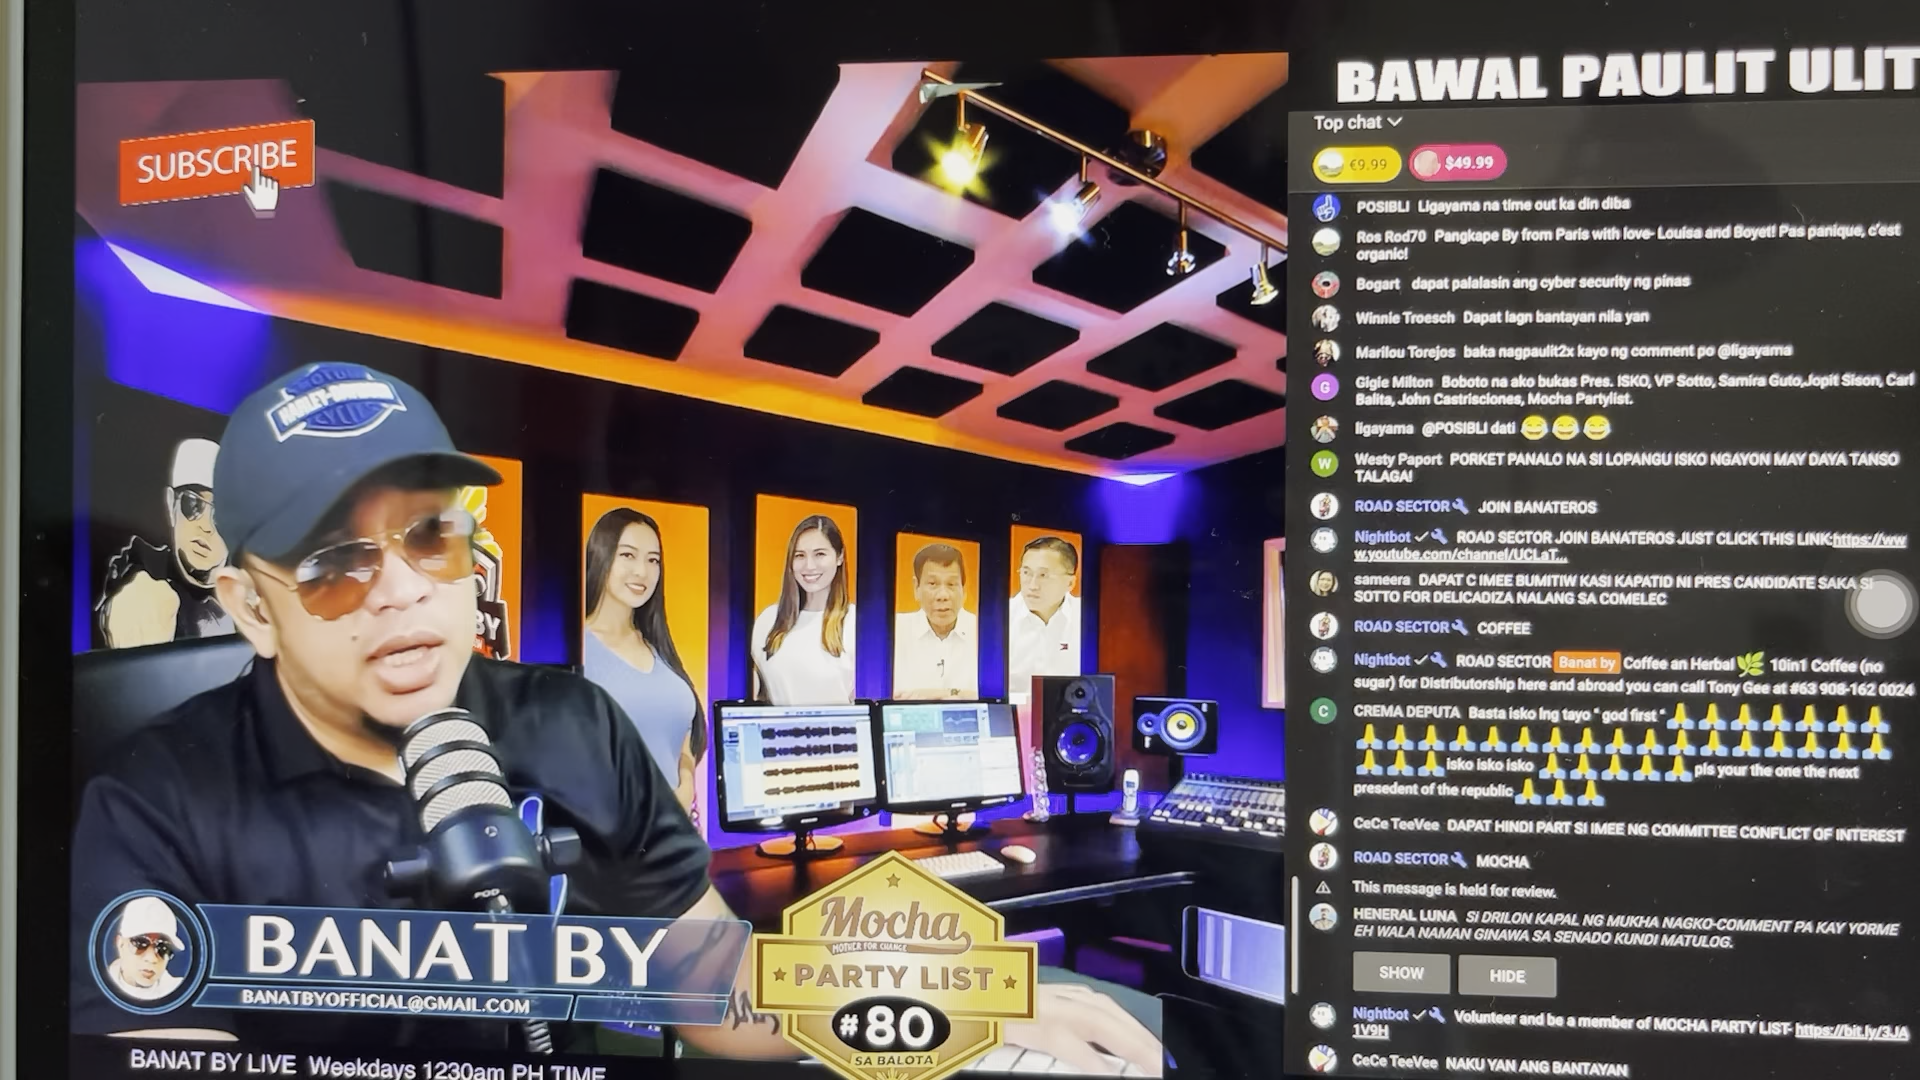 BAWAL PAULIT ULIT
Top chat
€9.99 $49.99
SUBSCRIBE
POSIBLI Ligayama na time out ka din diba
Ros Rod70 Pangkape By from Paris with love- Louisa and Boyet! Pas panique, c'est
organic!
Bogart dapat palalasin ang cyber security ng pinas
Winnie Troesch Dapat lagn bantayan nila yan
Marilou Torejos baka nagpaulit2x kayo ng comment po @ligayama
G Gigie Milton Boboto na ako bukas Pres. ISKO, VP Sotto, Samira Guto,Jopit Sison, Carl
Balita, John Castrisciones, Mocha Partylist.
ligayama @POSIBLI dati 😂 😂 😂
W Westy Paport PORKET PANALO NA SI LOPANGU ISKO NGAYON MAY DAYA TANSO
TALAGA!
ROAD SECTOR JOIN BANATEROS
Nightbot ROAD SECTOR JOIN BANATEROS JUST CLICK THIS LINK:https://ww
w.youtube.com/channel/UCLaT...
sameera DAPAT C IMEE BUMITIW KASI KAPATID NI PRES CANDIDATE SAKA SI
SOTTO FOR DELICADIZA NALANG SA COMELEC
ROAD SECTOR COFFEE
Nightbot ROAD SECTOR Banat by Coffee an Herbal 🌿 10in1 Coffee (no
sugar) for Distributorship here and abroad you can call Tony Gee at #63 908-162 0024
C CREMA DEPUTA Basta isko lng tayo " god first " 🙏 🙏 🙏 🙏 🙏 🙏 🙏
🙏 🙏 🙏 🙏 🙏 🙏 🙏 🙏 🙏 🙏 🙏 🙏 🙏 🙏 🙏 🙏 🙏
🙏 🙏 🙏 isko isko isko 🙏 🙏 🙏 🙏 🙏 pls your the one the next
presedent of the republic 🙏 🙏 🙏
CeCe TeeVee DAPAT HINDI PART SI IMEE NG COMMITTEE CONFLICT OF INTEREST
ROAD SECTOR MOCHA
This message is held for review.
HENERAL LUNA SI DRILON KAPAL NG MUKHA NAGKO-COMMENT PA KAY YORME
EH WALA NAMAN GINAWA SA SENADO KUNDI MATULOG.
SHOW HIDE
Nightbot Volunteer and be a member of MOCHA PARTY LIST- https://bit.ly/3JA
1V9H
CeCe TeeVee NAKU YAN ANG BANTAYAN
HARLEY-DAVIDSON
BY
POD
BANAT BY
BANATBYOFFICIAL@GMAIL.COM
Mocha
MOTHER FOR CHANGE
PARTY LIST
#80
SA BALOTA
BANAT BY LIVE Weekdays 1230am PH TIME